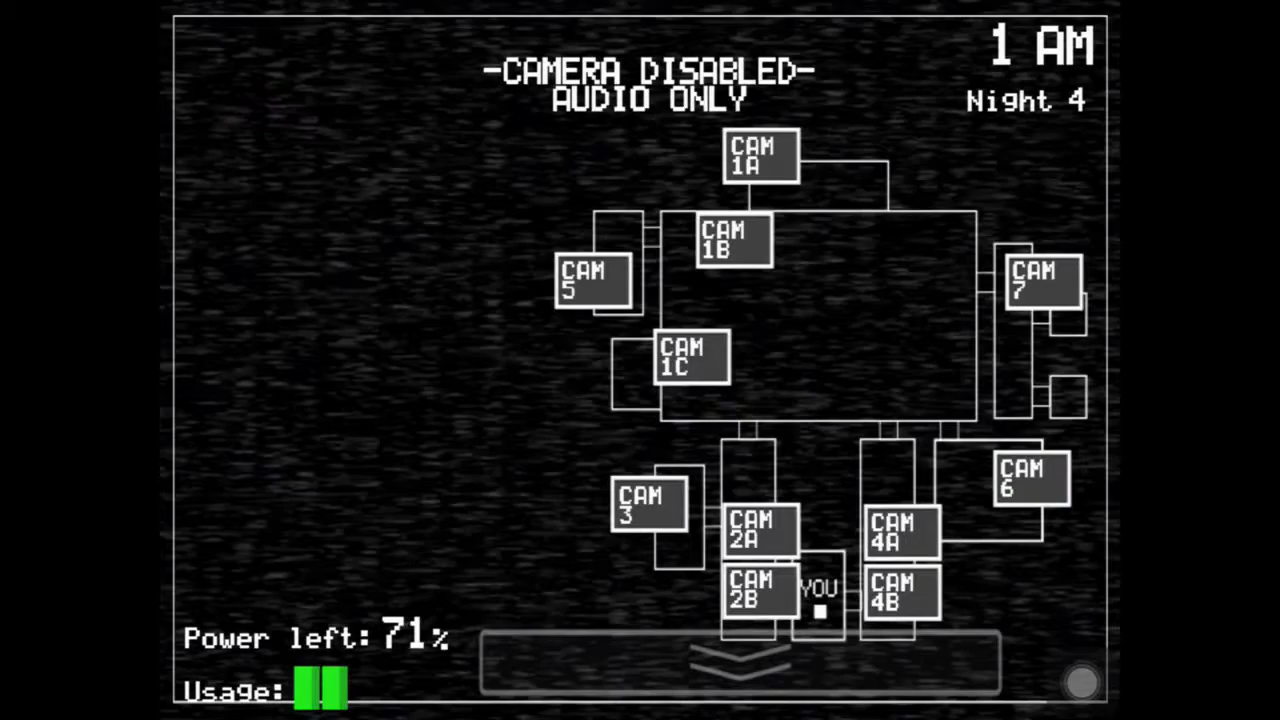 1 AM
-CAMERA DISABLED-
AUDIO ONLY
Night 4
CAM
1A
CAM
1B
CAM
5
CAM
7
CAM
1C
CAM
6
CAM
3
CAM
2A
CAM
4A
CAM
2B
YOU
CAM
4B
Power left: 71%
Usage: